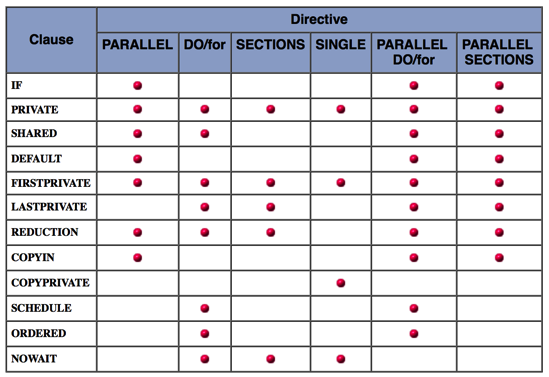 Clause
Directive
PARALLEL DO/for SECTIONS SINGLE PARALLEL DO/for PARALLEL SECTIONS
IF
PRIVATE
SHARED
DEFAULT
FIRSTPRIVATE
LASTPRIVATE
REDUCTION
COPYIN
COPYPRIVATE
SCHEDULE
ORDERED
NOWAIT